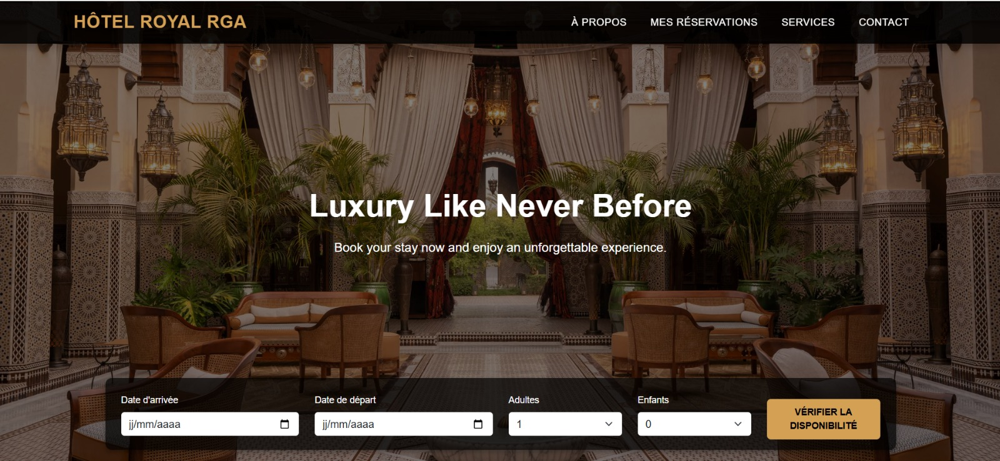 HÔTEL ROYAL RGA
À PROPOS
MES RÉSERVATIONS
SERVICES
CONTACT
Luxury Like Never Before
Book your stay now and enjoy an unforgettable experience.
Date d'arrivée
jj/mm/aaaa
Date de départ
jj/mm/aaaa
Adultes
1
Enfants
0
VÉRIFIER LA
DISPONIBILITÉ